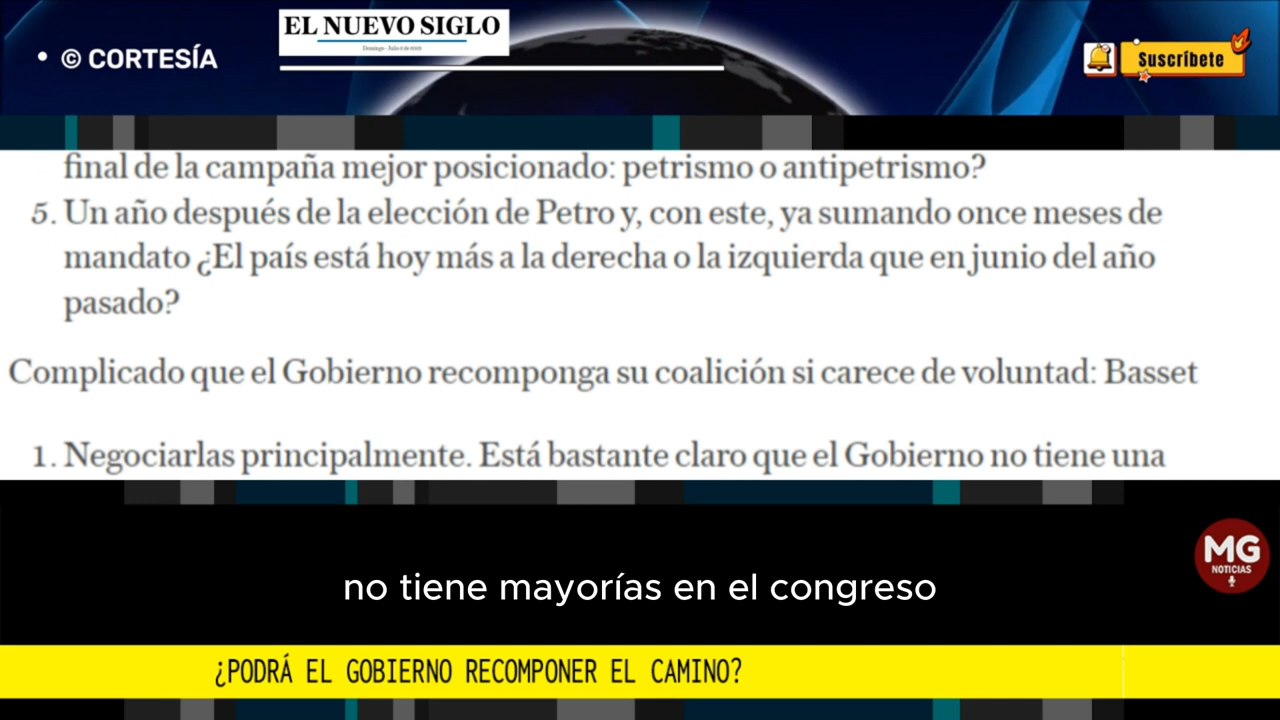 • © CORTESÍA
EL NUEVO SIGLO
Suscríbete
final de la campaña mejor posicionado: petrismo o antipetrismo?
5. Un año después de la elección de Petro y, con este, ya sumando once meses de
mandato ¿El país está hoy más a la derecha o la izquierda que en junio del año
pasado?
Complicado que el Gobierno recomponga su coalición si carece de voluntad: Basset
1. Negociarlas principalmente. Está bastante claro que el Gobierno no tiene una
MG
NOTICIAS
no tiene mayorías en el congreso
¿PODRÁ EL GOBIERNO RECOMPONER EL CAMINO?